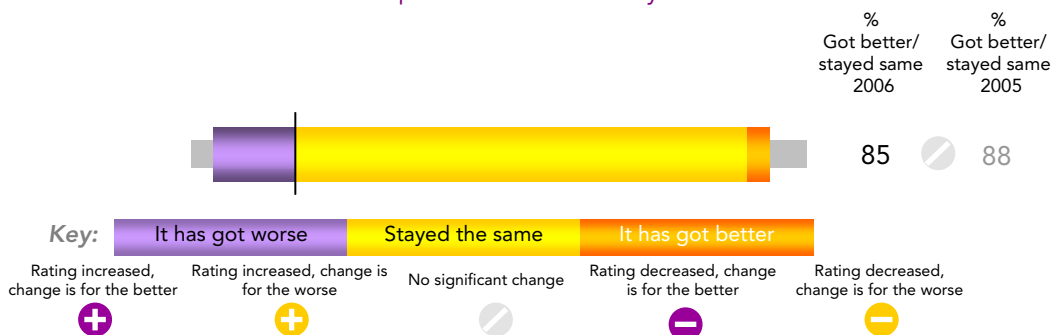 %
Got better/
stayed same
2006
%
Got better/
stayed same
2005
85
88
Key:
It has got worse
Stayed the same
It has got better
Rating increased,
change is for the better
Rating increased, change is
for the worse
No significant change
Rating decreased, change
is for the better
Rating decreased,
change is for the worse